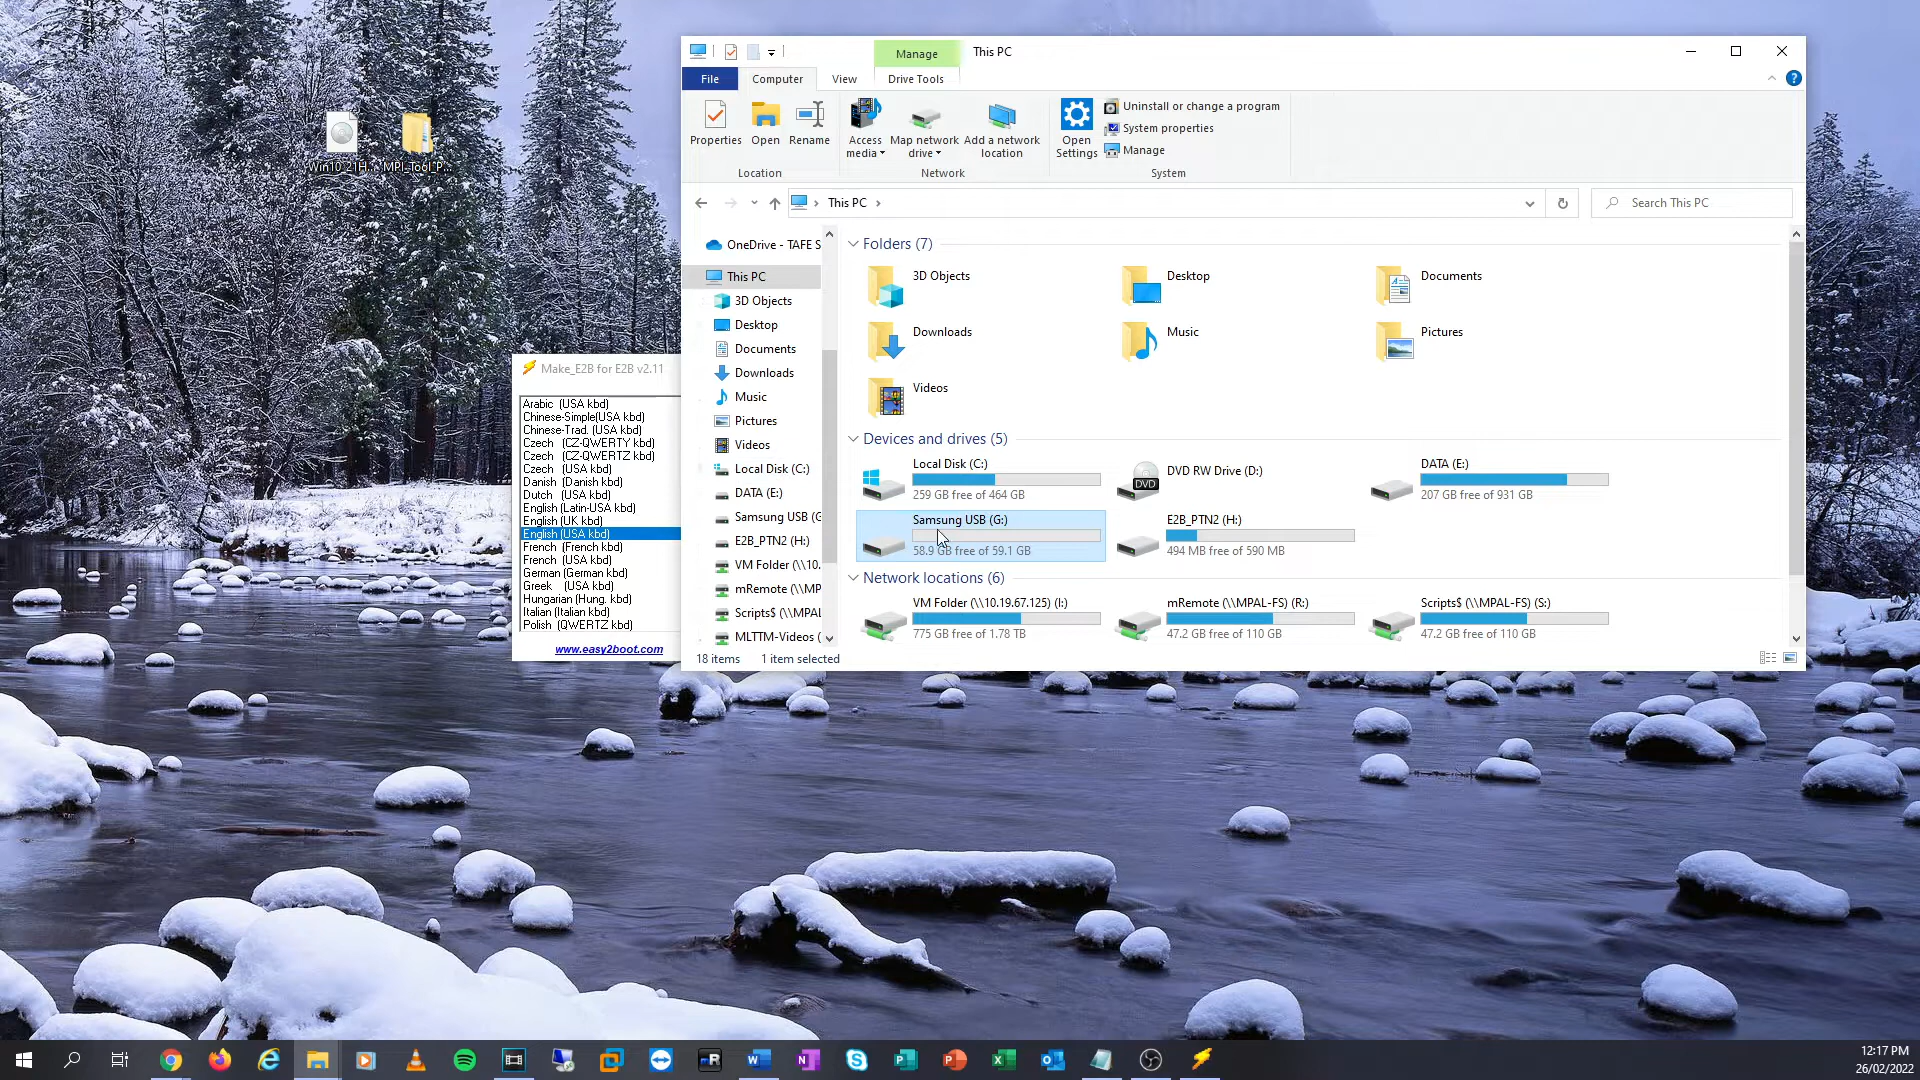 Win10 21H...
MPI_Tool_P...
Make_E2B for E2B v2.11
Arabic (USA kbd)
Chinese-Simple(USA kbd)
Chinese-Trad. (USA kbd)
Czech (CZ-QWERTY kbd)
Czech (CZ-QWERTZ kbd)
Czech (USA kbd)
Danish (Danish kbd)
Dutch (USA kbd)
English (Latin-USA kbd)
English (UK kbd)
English (USA kbd)
French (French kbd)
French (USA kbd)
German (German kbd)
Greek (USA kbd)
Hungarian (Hung. kbd)
Italian (Italian kbd)
Polish (QWERTZ kbd)
www.easy2boot.com
Manage
This PC
File
Computer
View
Drive Tools
Properties
Open
Rename
Access
media
Map network
drive
Add a network
location
Open
Settings
Uninstall or change a program
System properties
Manage
Location
Network
System
This PC
Search This PC
OneDrive - TAFE S
This PC
3D Objects
Desktop
Documents
Downloads
Music
Pictures
Videos
Local Disk (C:)
DATA (E:)
Samsung USB (G
E2B_PTN2 (H:)
VM Folder (\\10.
mRemote (\\MP
Scripts$ (\\MPAL
MLTTM-Videos (
Folders (7)
3D Objects
Desktop
Documents
Downloads
Music
Pictures
Videos
Devices and drives (5)
Local Disk (C:)
259 GB free of 464 GB
DVD
DVD RW Drive (D:)
DATA (E:)
207 GB free of 931 GB
Samsung USB (G:)
58.9 GB free of 59.1 GB
E2B_PTN2 (H:)
494 MB free of 590 MB
Network locations (6)
VM Folder (\\10.19.67.125) (I:)
775 GB free of 1.78 TB
mRemote (\\MPAL-FS) (R:)
47.2 GB free of 110 GB
Scripts$ (\\MPAL-FS) (S:)
47.2 GB free of 110 GB
18 items
1 item selected
12:17 PM
26/02/2022